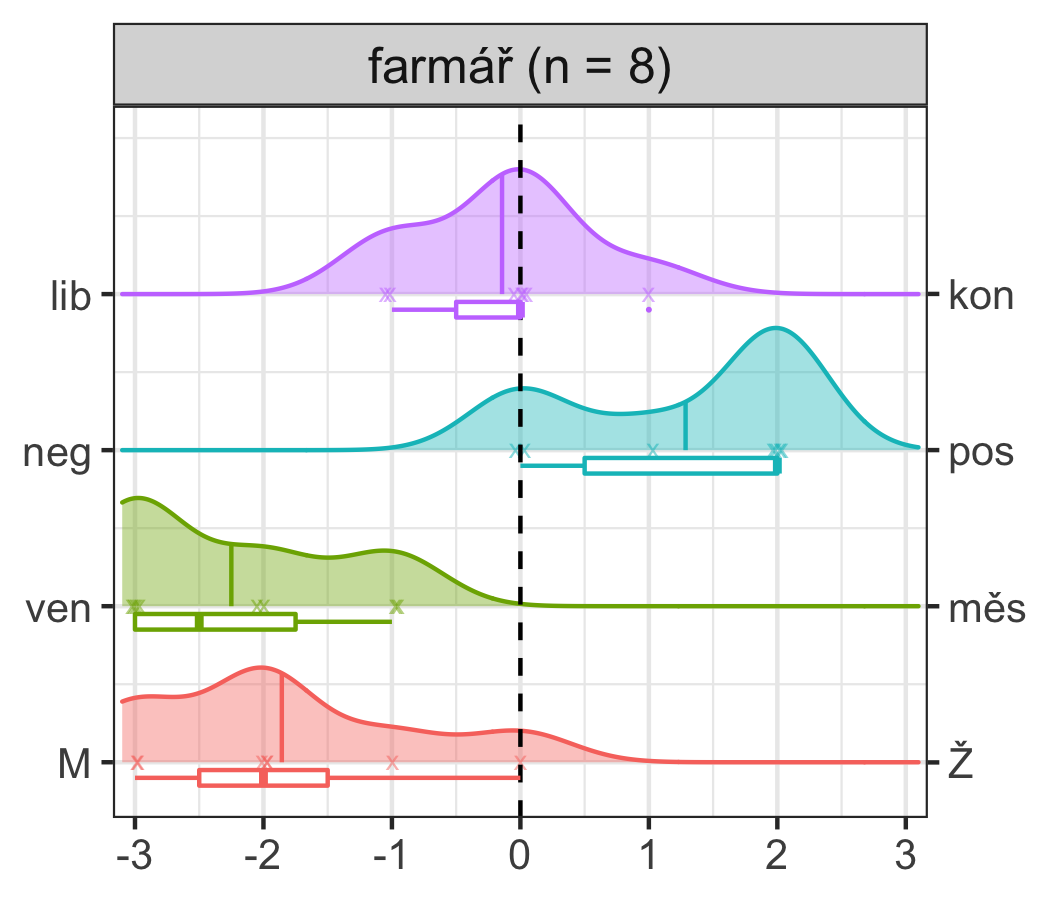 farmář (n = 8)
lib kon
neg pos
ven měs
M Ž
-3 -2 -1 0 1 2 3